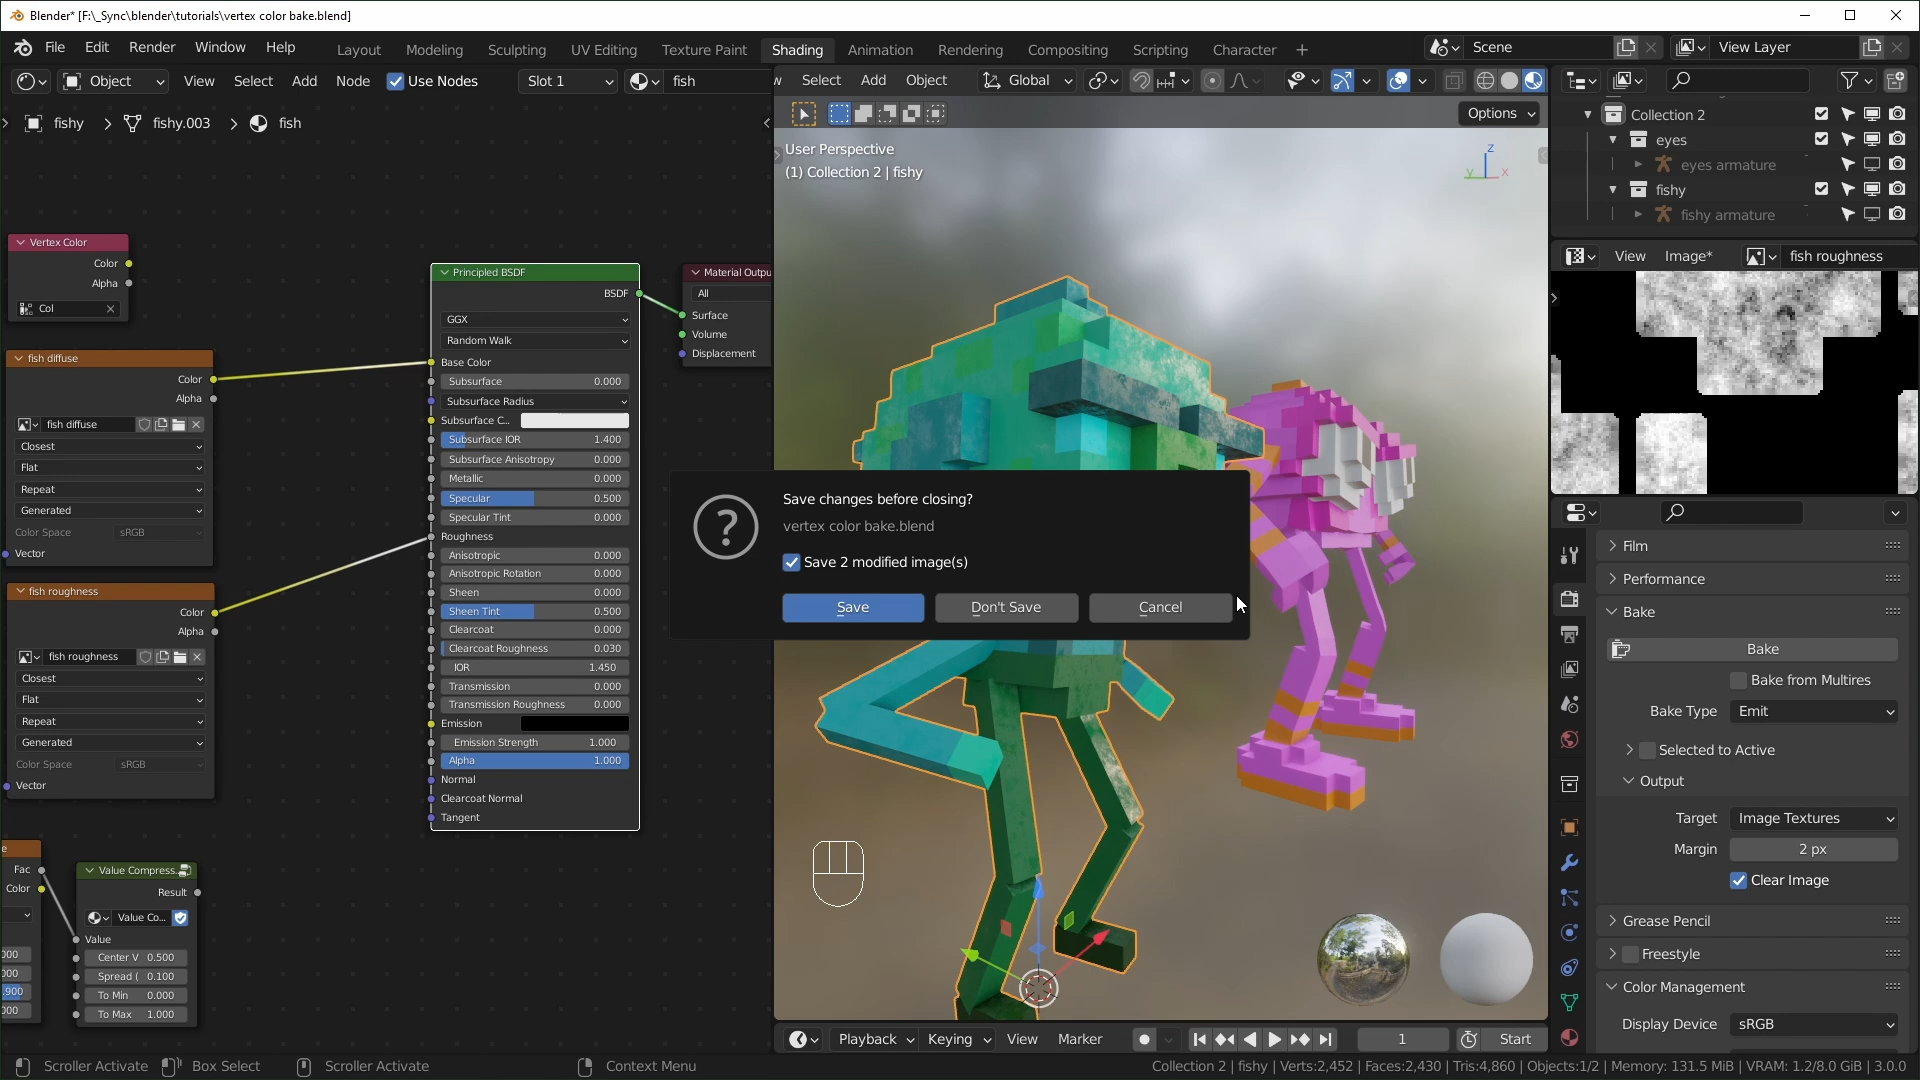 Blender* [F:\_Sync\blender\tutorials\vertex color bake.blend]
File Edit Render Window Help
Layout Modeling Sculpting UV Editing Texture Paint Shading Animation Rendering Compositing Scripting Character
Scene View Layer
Object View Select Add Node Use Nodes Slot 1 fish
Select Add Object Global
Options
fishy > fishy.003 > fish
User Perspective
(1) Collection 2 | fishy
Z
Y X
Collection 2
eyes
eyes armature
fishy
fishy armature
View Image* fish roughness
Vertex Color
Color
Alpha
Col
fish diffuse
Color
Alpha
fish diffuse
Closest
Flat
Repeat
Generated
Color Space sRGB
Vector
fish roughness
Color
Alpha
fish roughness
Closest
Flat
Repeat
Generated
Color Space sRGB
Vector
e
Fac
Color
000
000
.900
000
Value Compress..
Result
Value Co...
Value
Center V 0.500
Spread ( 0.100
To Min 0.000
To Max 1.000
Principled BSDF
BSDF
GGX
Random Walk
Base Color
Subsurface 0.000
Subsurface Radius
Subsurface C...
Subsurface IOR 1.400
Subsurface Anisotropy 0.000
Metallic 0.000
Specular 0.500
Specular Tint 0.000
Roughness
Anisotropic 0.000
Anisotropic Rotation 0.000
Sheen 0.000
Sheen Tint 0.500
Clearcoat 0.000
Clearcoat Roughness 0.030
IOR 1.450
Transmission 0.000
Transmission Roughness 0.000
Emission
Emission Strength 1.000
Alpha 1.000
Normal
Clearcoat Normal
Tangent
Material Outpu
All
Surface
Volume
Displacement
Save changes before closing?
vertex color bake.blend
Save 2 modified image(s)
Save Don't Save Cancel
Film
Performance
Bake
Bake
Bake from Multires
Bake Type Emit
Selected to Active
Output
Target Image Textures
Margin 2 px
Clear Image
Grease Pencil
Freestyle
Color Management
Display Device sRGB
Playback Keying View Marker 1 Start
Scroller Activate Box Select Scroller Activate Context Menu
Collection 2 | fishy | Verts:2,452 | Faces:2,430 | Tris:4,860 | Objects:1/2 | Memory: 131.5 MiB | VRAM: 1.2/8.0 GiB | 3.0.0